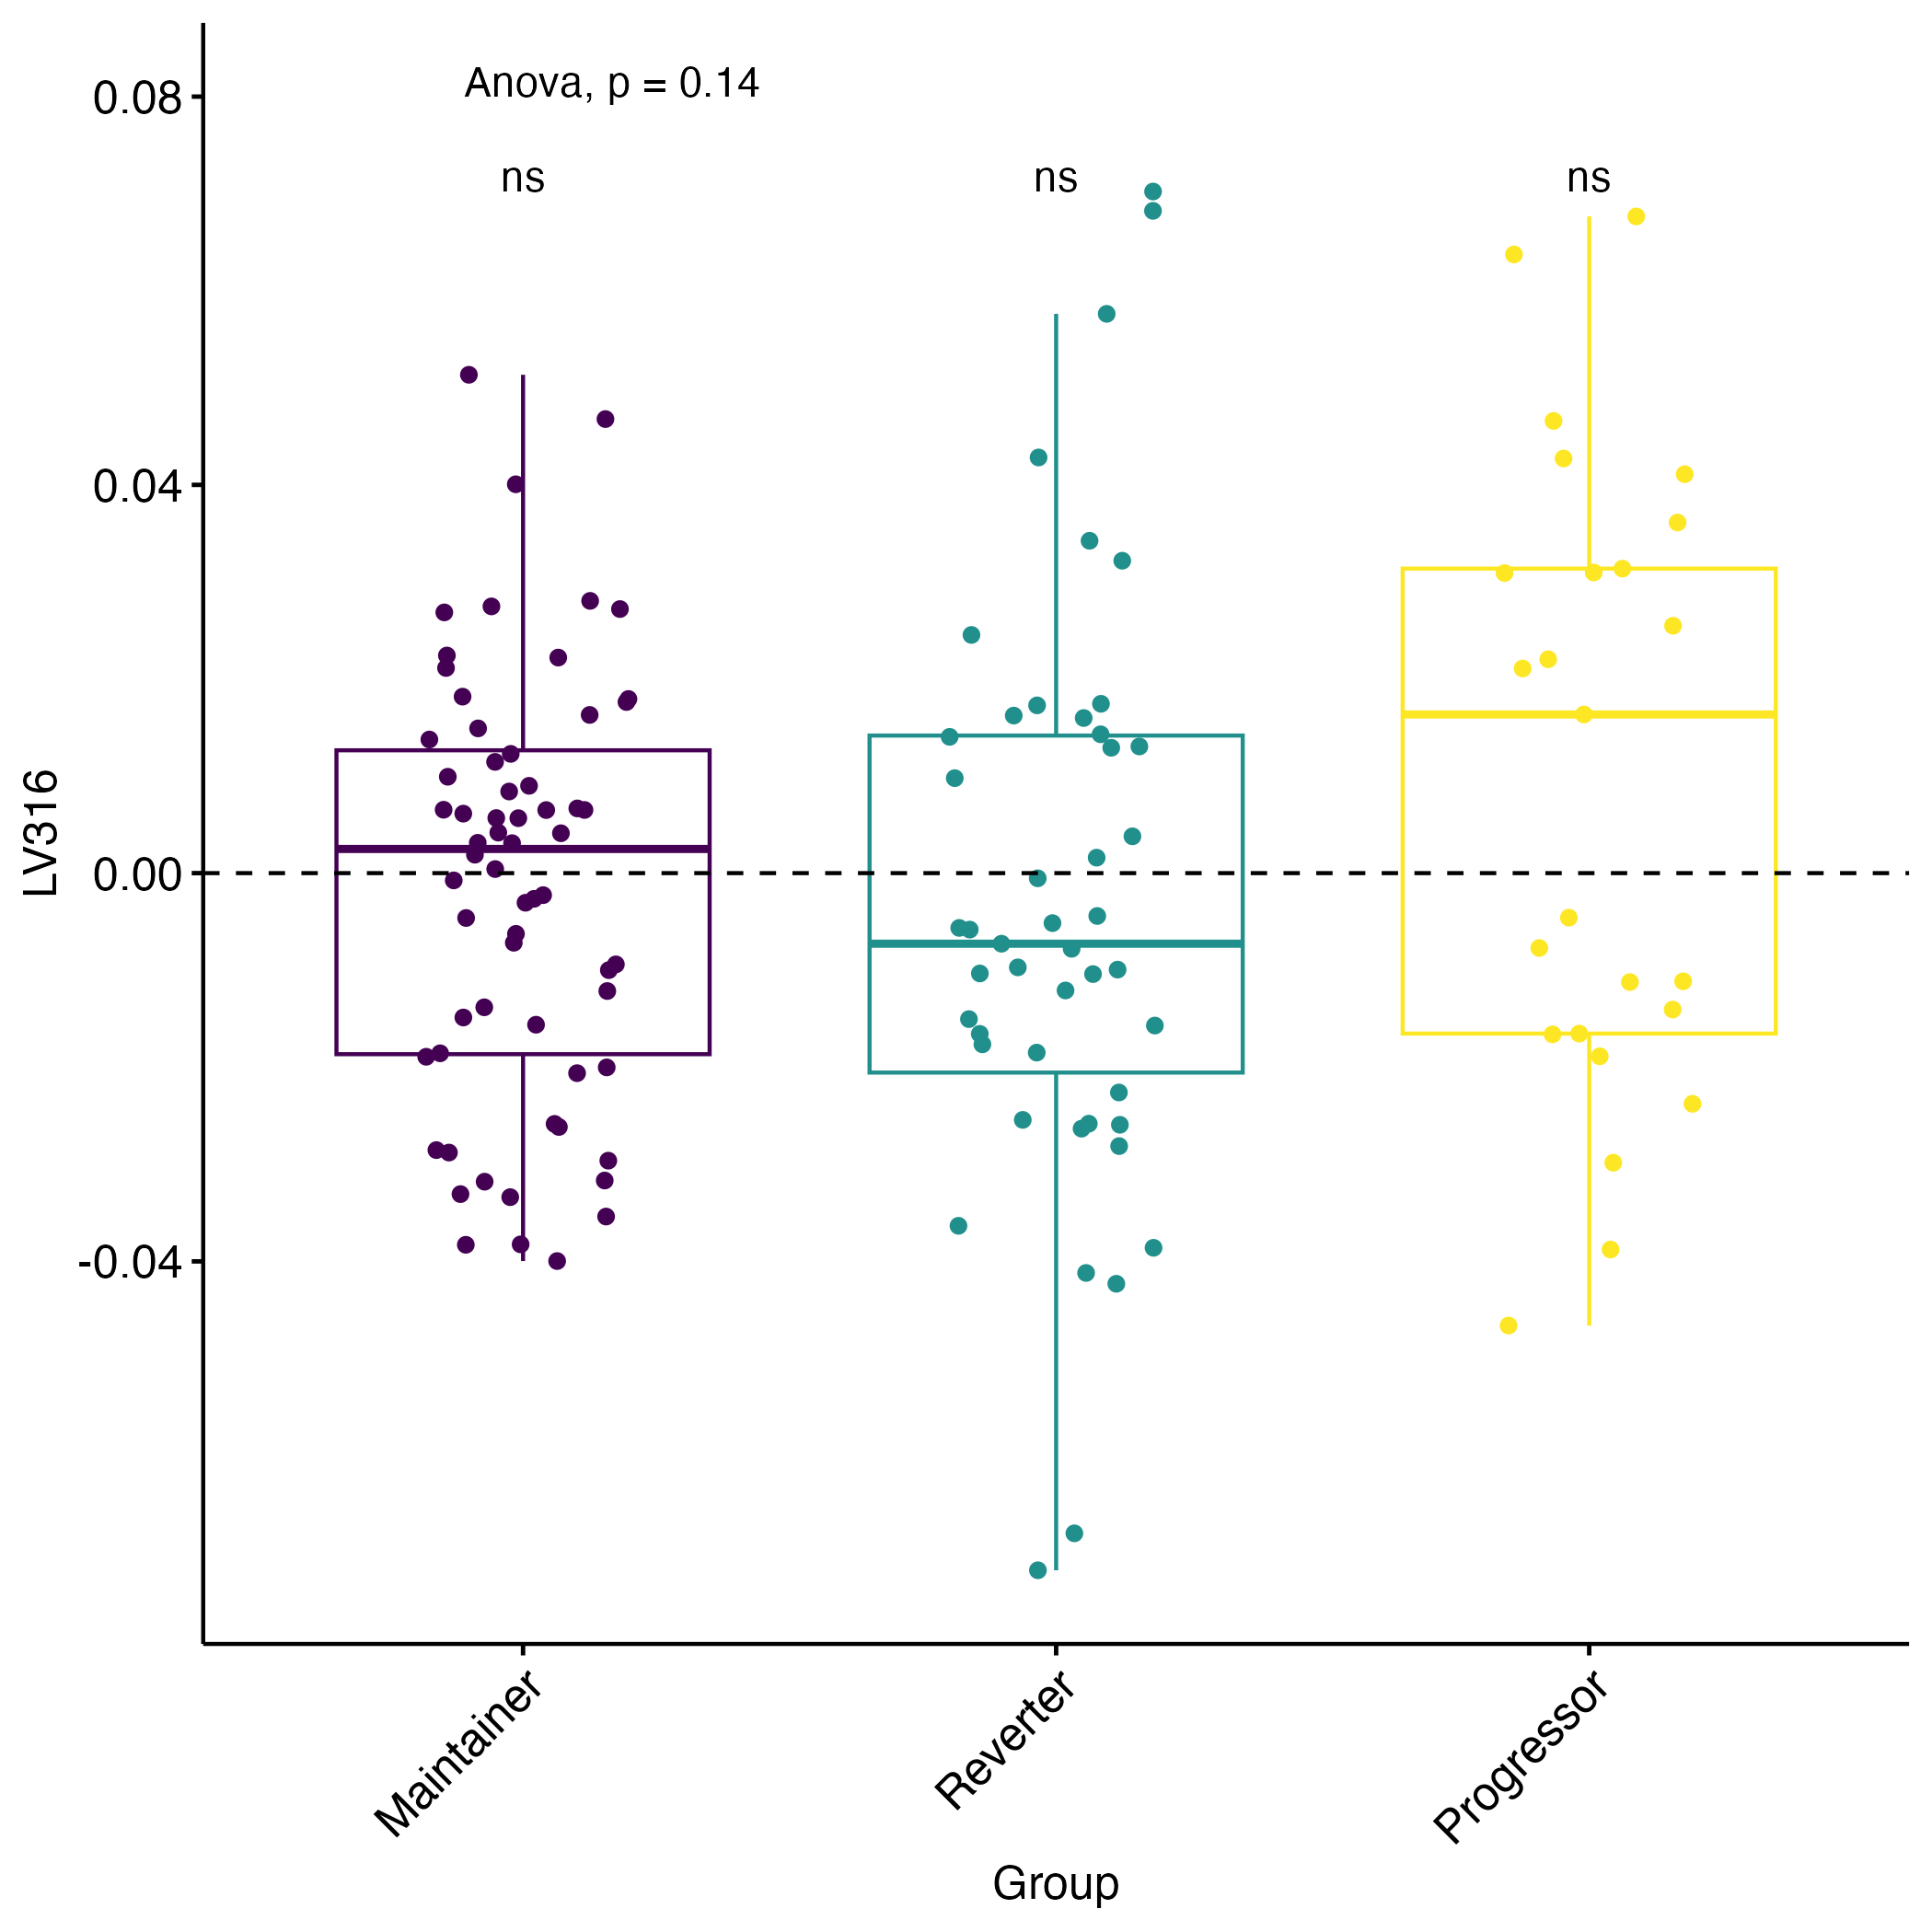 Anova, p = 0.14
ns ns ns
0.08
0.04
0.00
-0.04
LV316
Maintainer Reverter Progressor
Group